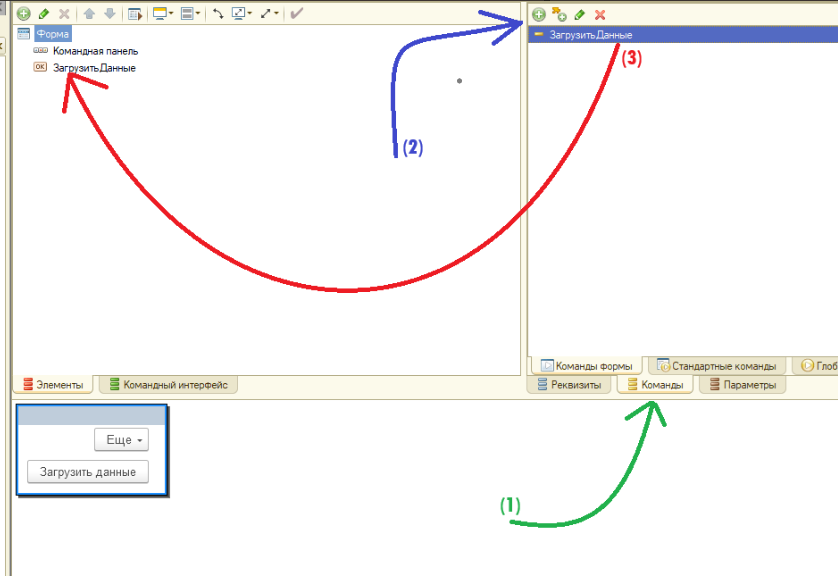 Форма
Командная панель
OK ЗагрузитьДанные
ЗагрузитьДанные
(3)
(2)
Команды формы Стандартные команды Глоб
Элементы Командный интерфейс
Реквизиты Команды Параметры
Еще
Загрузить данные
(1)